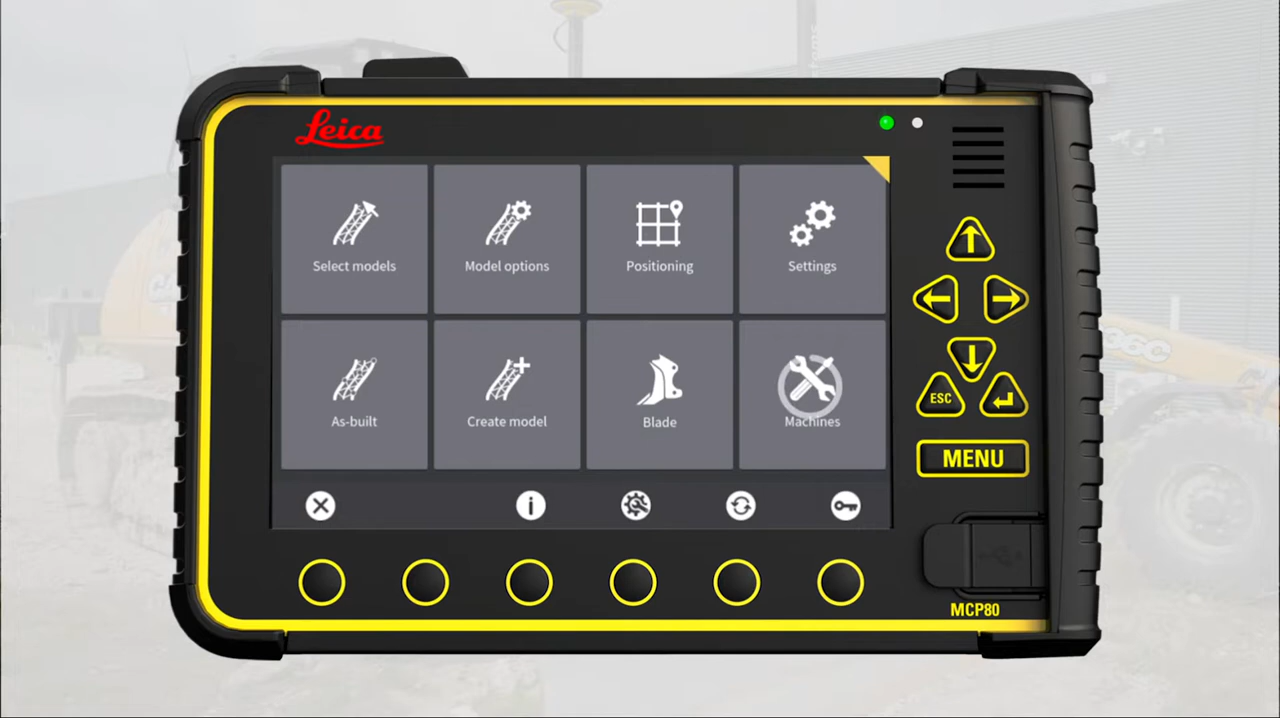 Leica
Select models
Model options
Positioning
Settings
As-built
Create model
Blade
Machines
ESC
MENU
MCP80